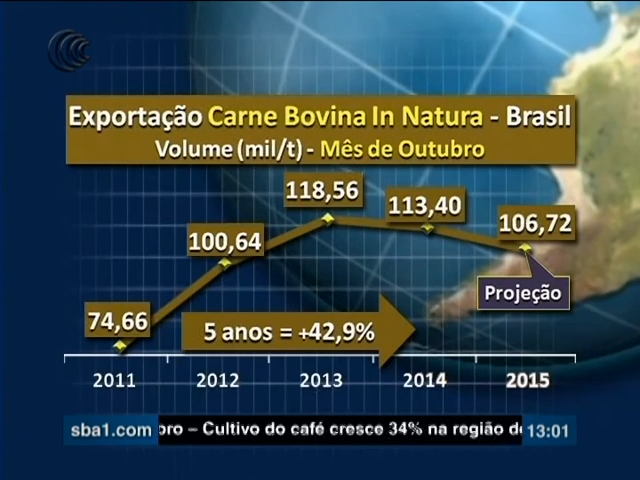 Exportação Carne Bovina In Natura - Brasil
Volume (mil/t) - Mês de Outubro
118,56
113,40
106,72
100,64
Projeção
74,66
5 anos = +42,9%
2011 2012 2013 2014 2015
sba1.com – Cultivo do café cresce 34% na região 13:01